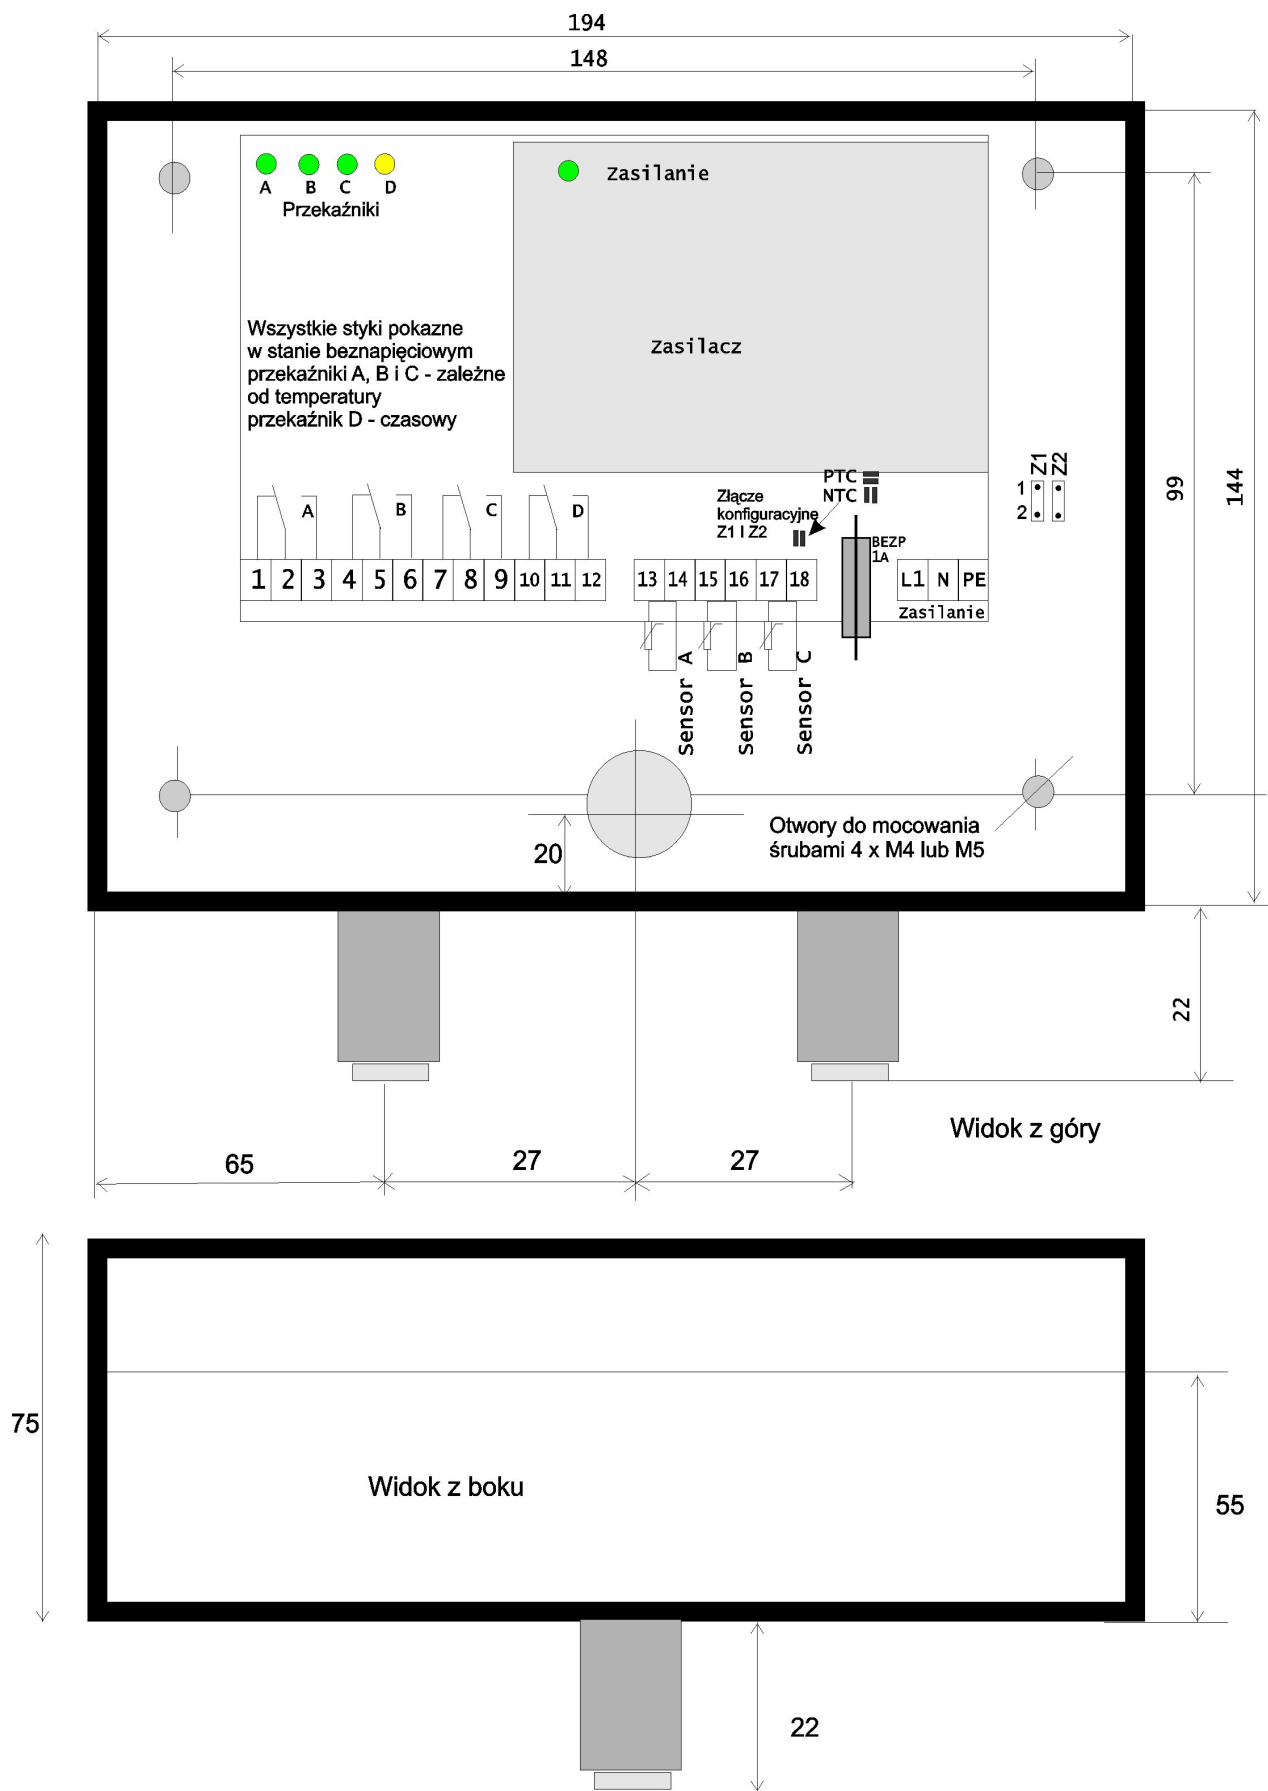 194
148
A B C D
Przekaźniki
Zasilanie
Wszystkie styki pokazne
w stanie beznapięciowym
przekaźniki A, B i C - zależne
od temperatury
przekaźnik D - czasowy
Zasilacz
PTC
NTC
Złącze
konfiguracyjne
Z1 I Z2
Z1 Z2
1
2
99
144
A B C D
BEZP
1A
1 2 3 4 5 6 7 8 9 10 11 12
13 14 15 16 17 18
L1 N PE
Zasilanie
Sensor A
Sensor B
Sensor C
20
Otwory do mocowania
śrubami 4 x M4 lub M5
22
Widok z góry
65 27 27
75
Widok z boku
55
22